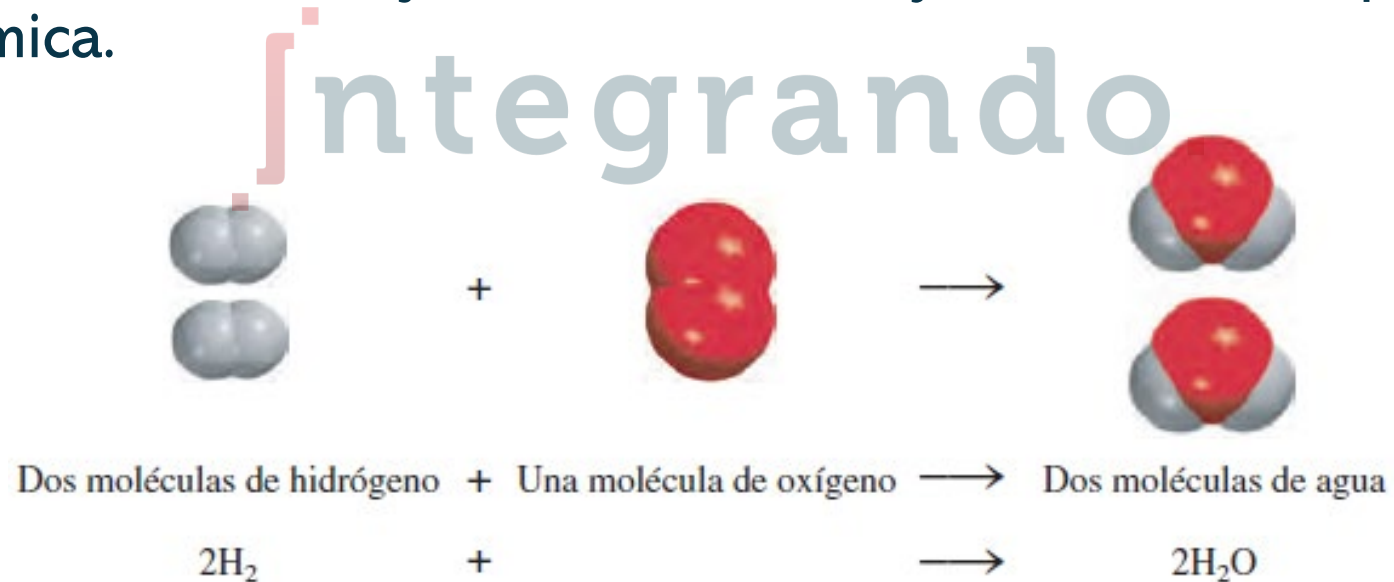 mica.
ntegrando
+ ⟶
Dos moléculas de hidrógeno + Una molécula de oxígeno ⟶ Dos moléculas de agua
2H₂ + ⟶ 2H₂O